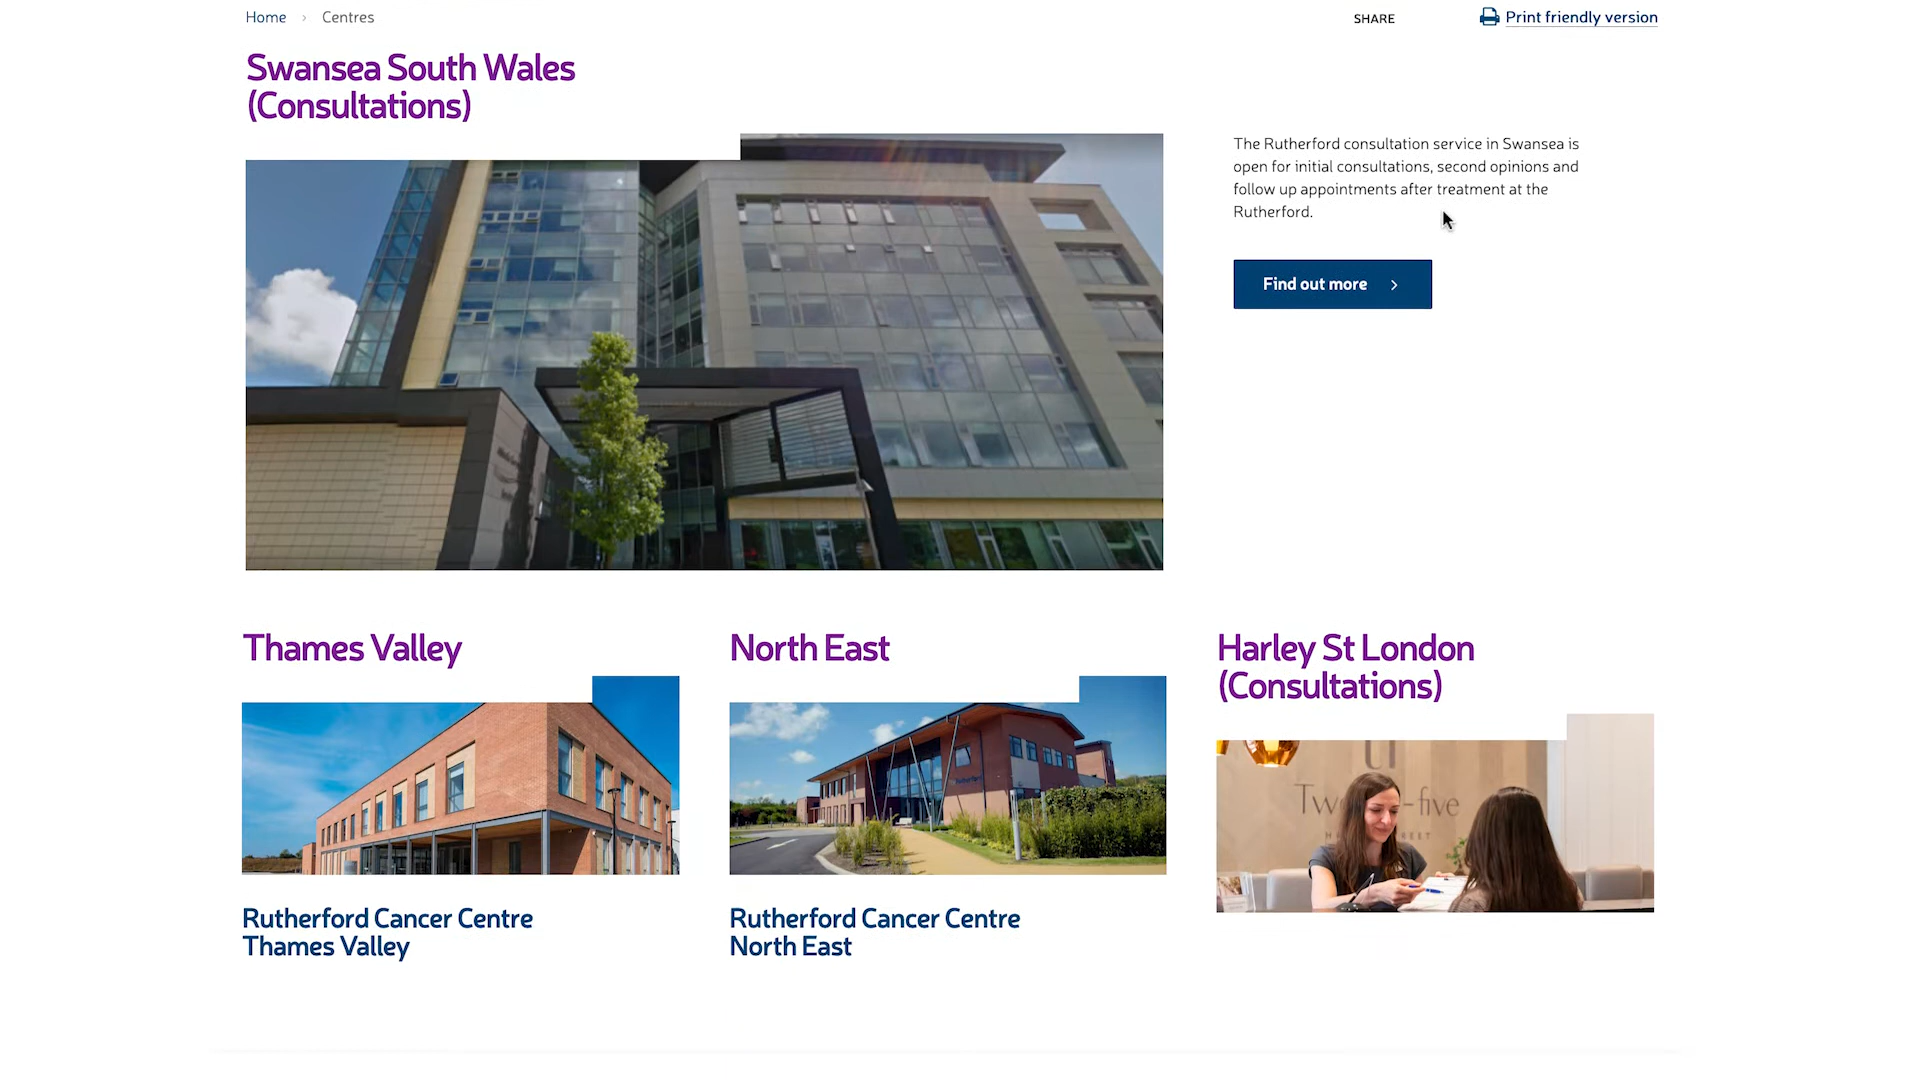 Home > Centres
SHARE
Print friendly version
Swansea South Wales
(Consultations)
The Rutherford consultation service in Swansea is
open for initial consultations, second opinions and
follow up appointments after treatment at the
Rutherford.
Find out more >
Thames Valley
North East
Harley St London
(Consultations)
Rutherford Cancer Centre
Thames Valley
Rutherford Cancer Centre
North East